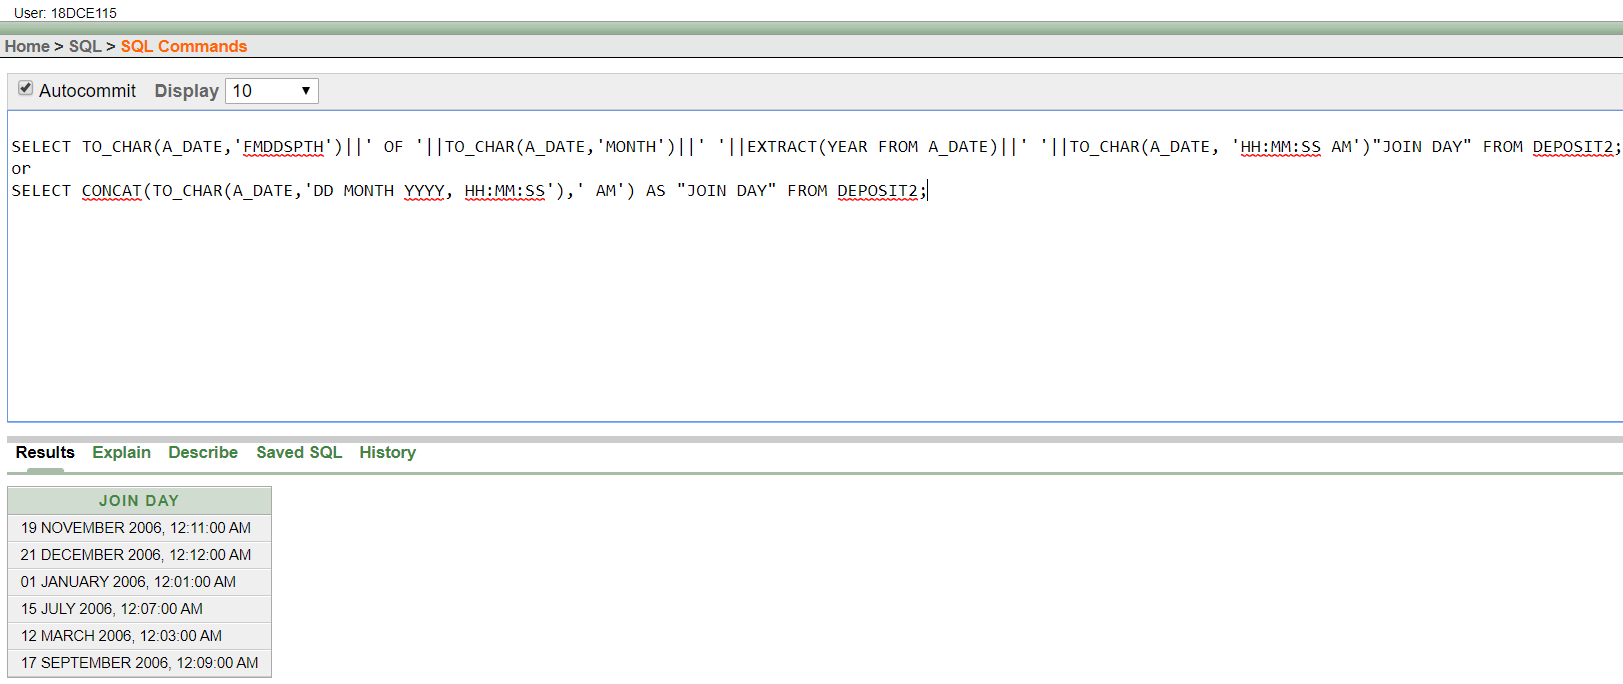 User: 18DCE115
Home > SQL > SQL Commands
Autocommit Display 10
SELECT TO_CHAR(A_DATE,'FMDDSPTH')||' OF '||TO_CHAR(A_DATE,'MONTH')||' '||EXTRACT(YEAR FROM A_DATE)||' '||TO_CHAR(A_DATE, 'HH:MM:SS AM')"JOIN DAY" FROM DEPOSIT2;
or
SELECT CONCAT(TO_CHAR(A_DATE,'DD MONTH YYYY, HH:MM:SS'),' AM') AS "JOIN DAY" FROM DEPOSIT2;
Results Explain Describe Saved SQL History
JOIN DAY
19 NOVEMBER 2006, 12:11:00 AM
21 DECEMBER 2006, 12:12:00 AM
01 JANUARY 2006, 12:01:00 AM
15 JULY 2006, 12:07:00 AM
12 MARCH 2006, 12:03:00 AM
17 SEPTEMBER 2006, 12:09:00 AM